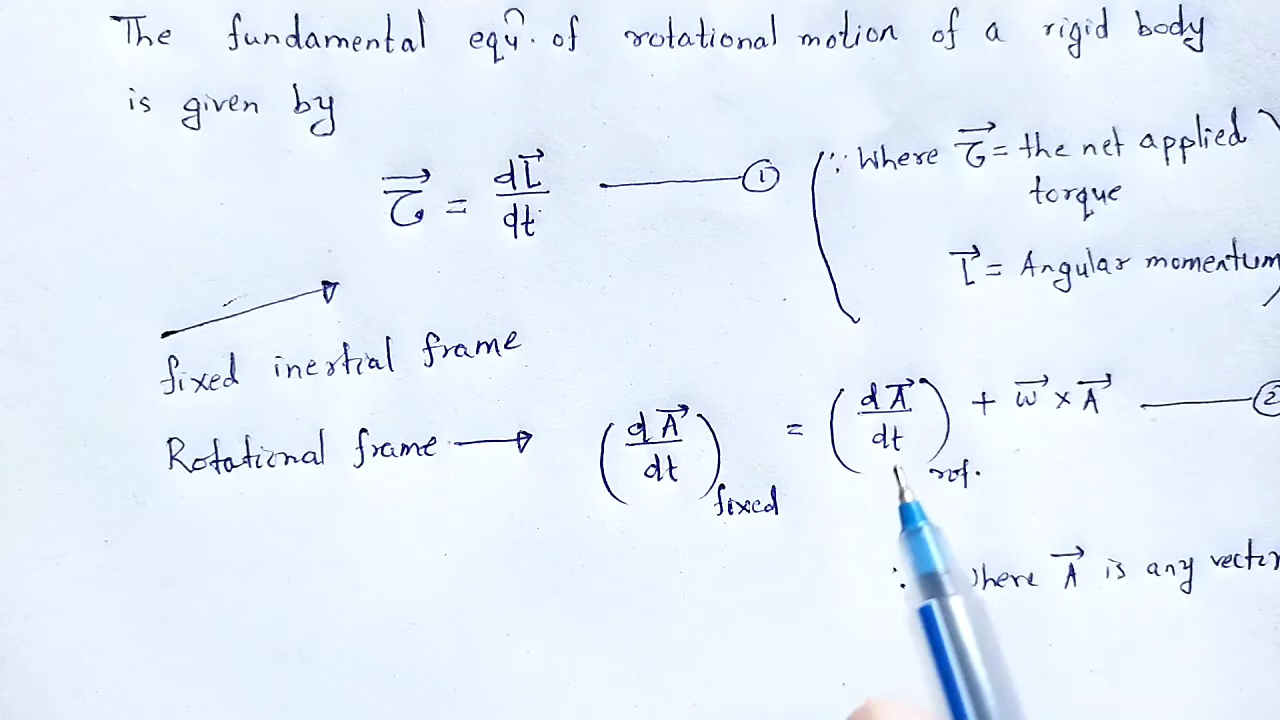 The fundamental equn. of rotational motion of a rigid body
is given by
τ⃗ = dL⃗/dt ——— ①
(∵ Where τ⃗ = the net applied
torque
L⃗ = Angular momentum)
fixed inertial frame
Rotational frame → (dA⃗/dt)fixed = (dA⃗/dt)rot. + ω⃗ × A⃗ ——— ②
∵ where A⃗ is any vector